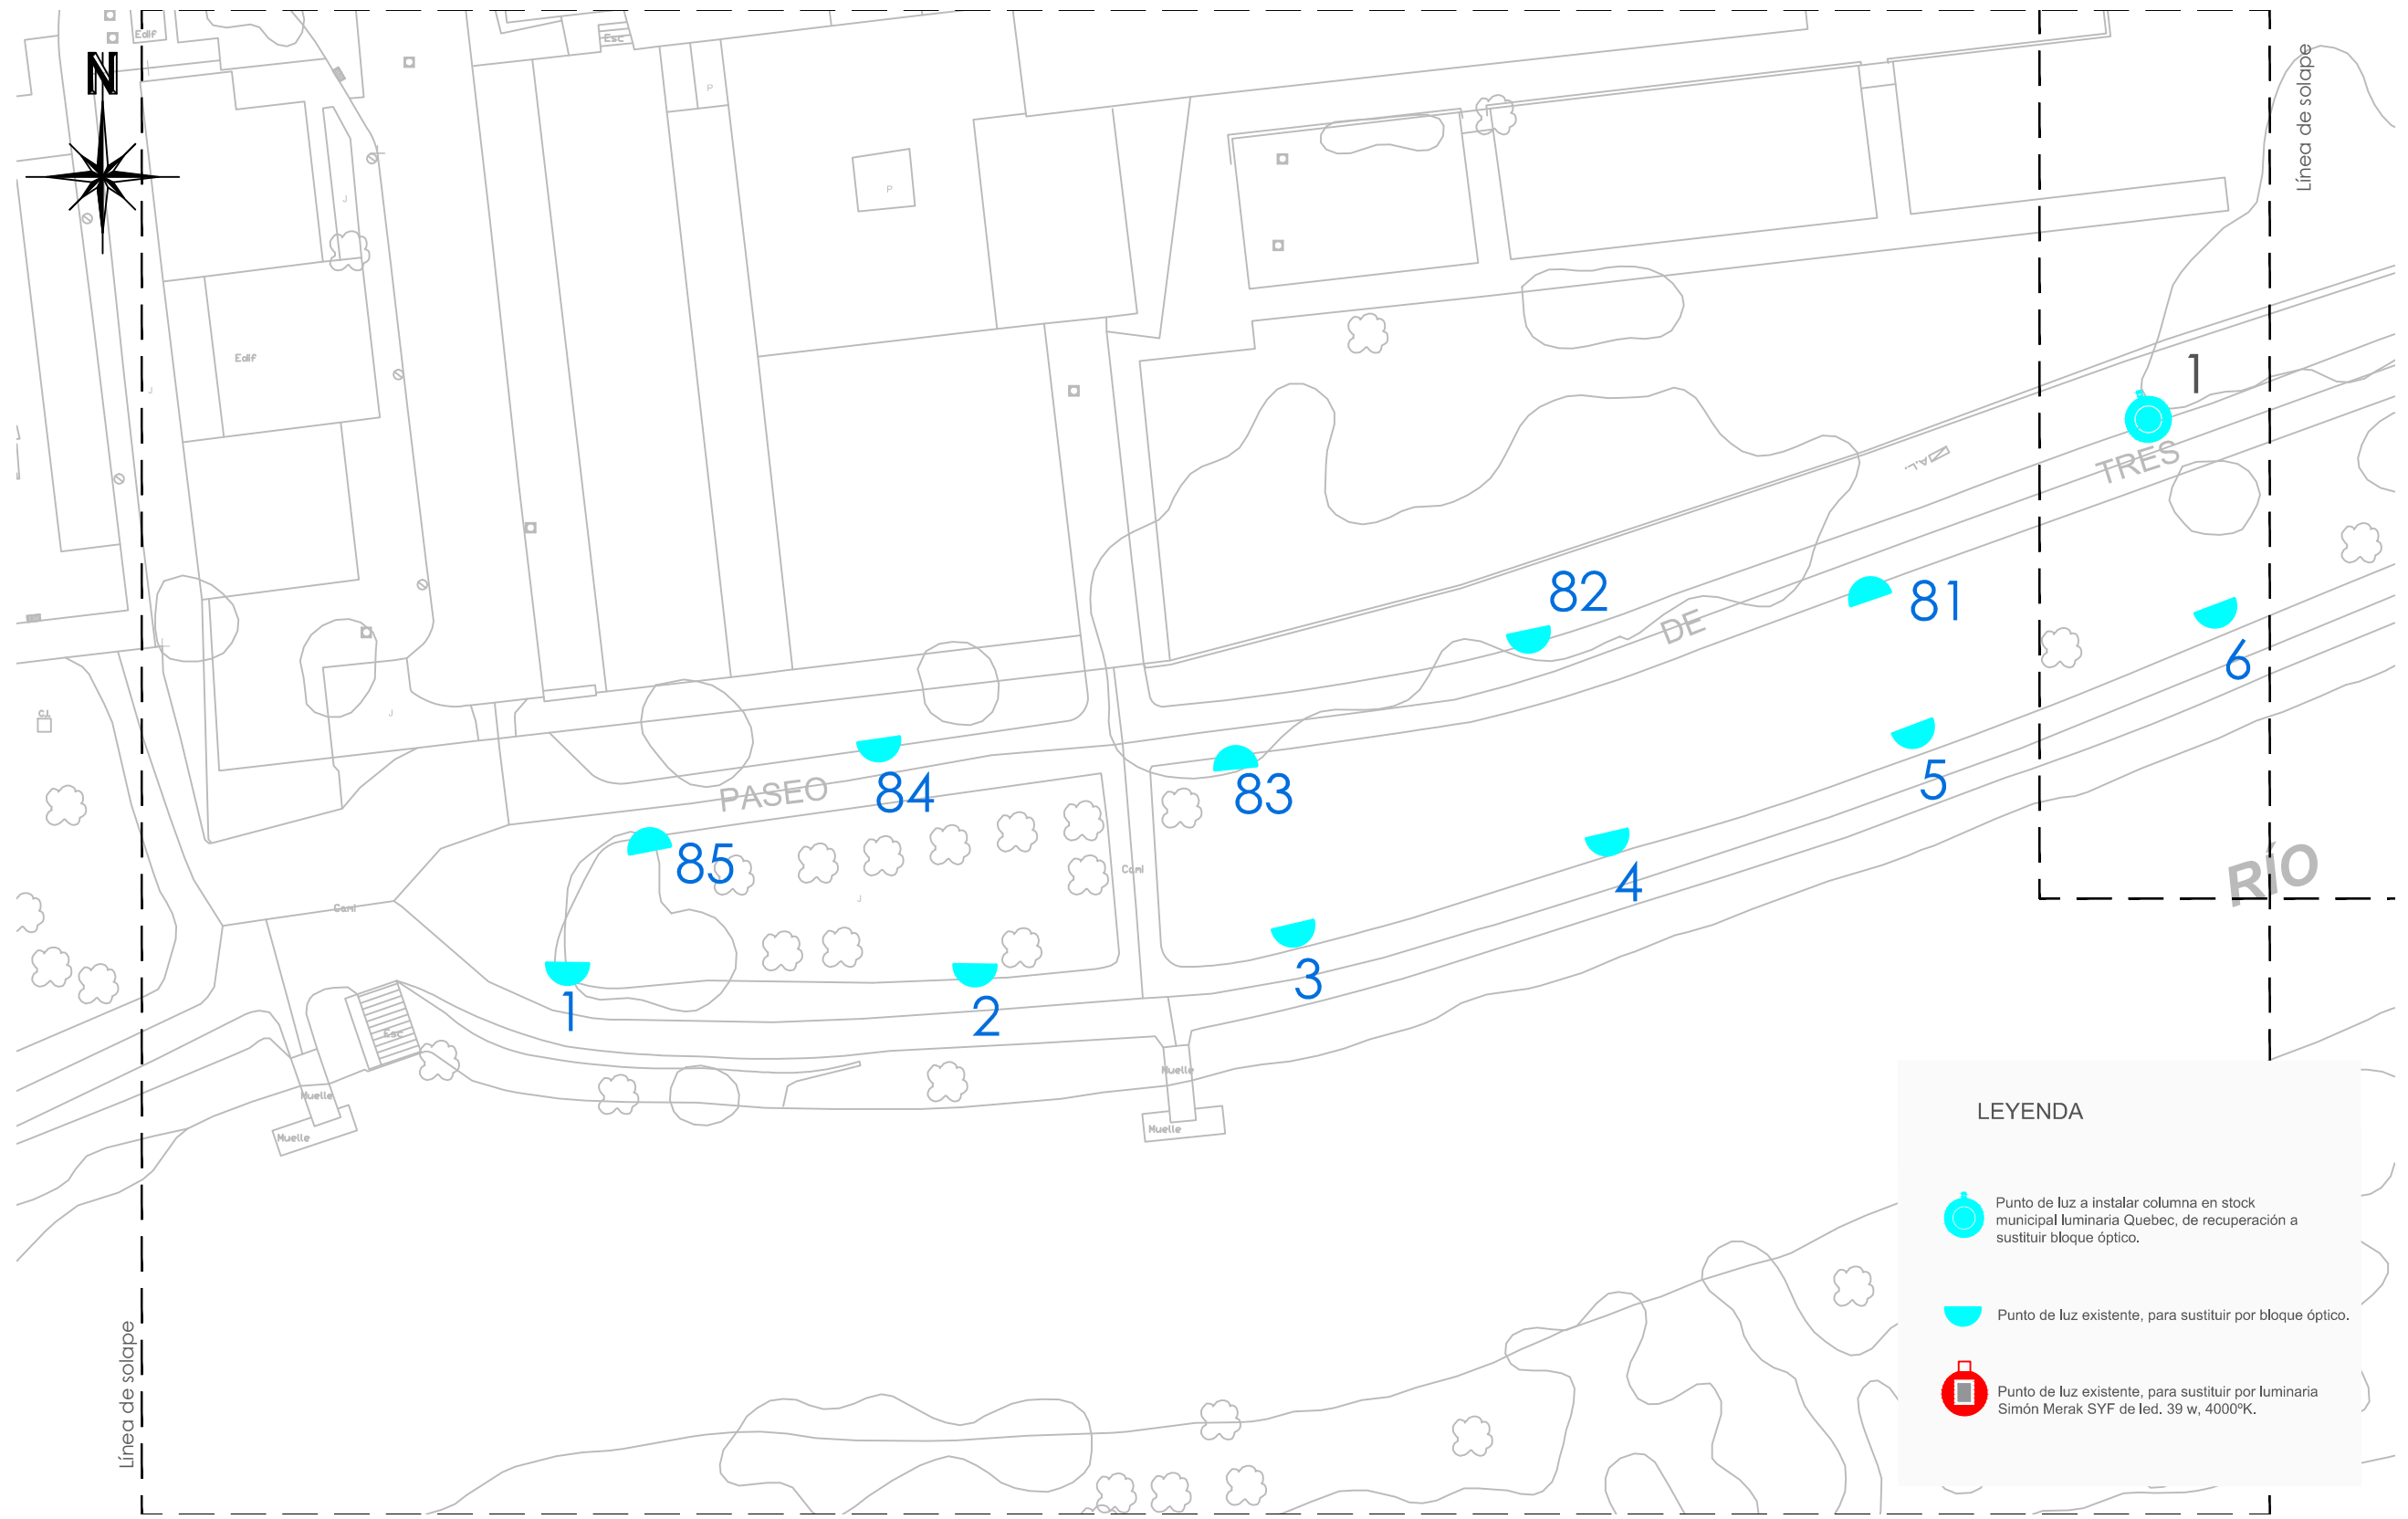 Edif
Esc
N
P
P
J
Línea de solape
Edif
J
1
A.L.
TRES
82
81
DE
6
C.I.
J
84
83
5
PASEO
85
4
Cami
J
RÍO
Cami
3
1
2
Esc
Muelle
Muelle
Muelle
Muelle
LEYENDA
Punto de luz a instalar columna en stock
municipal luminaria Quebec, de recuperación a
sustituir bloque óptico.
Punto de luz existente, para sustituir por bloque óptico.
Línea de solape
Punto de luz existente, para sustituir por luminaria
Simón Merak SYF de led. 39 w, 4000ºK.